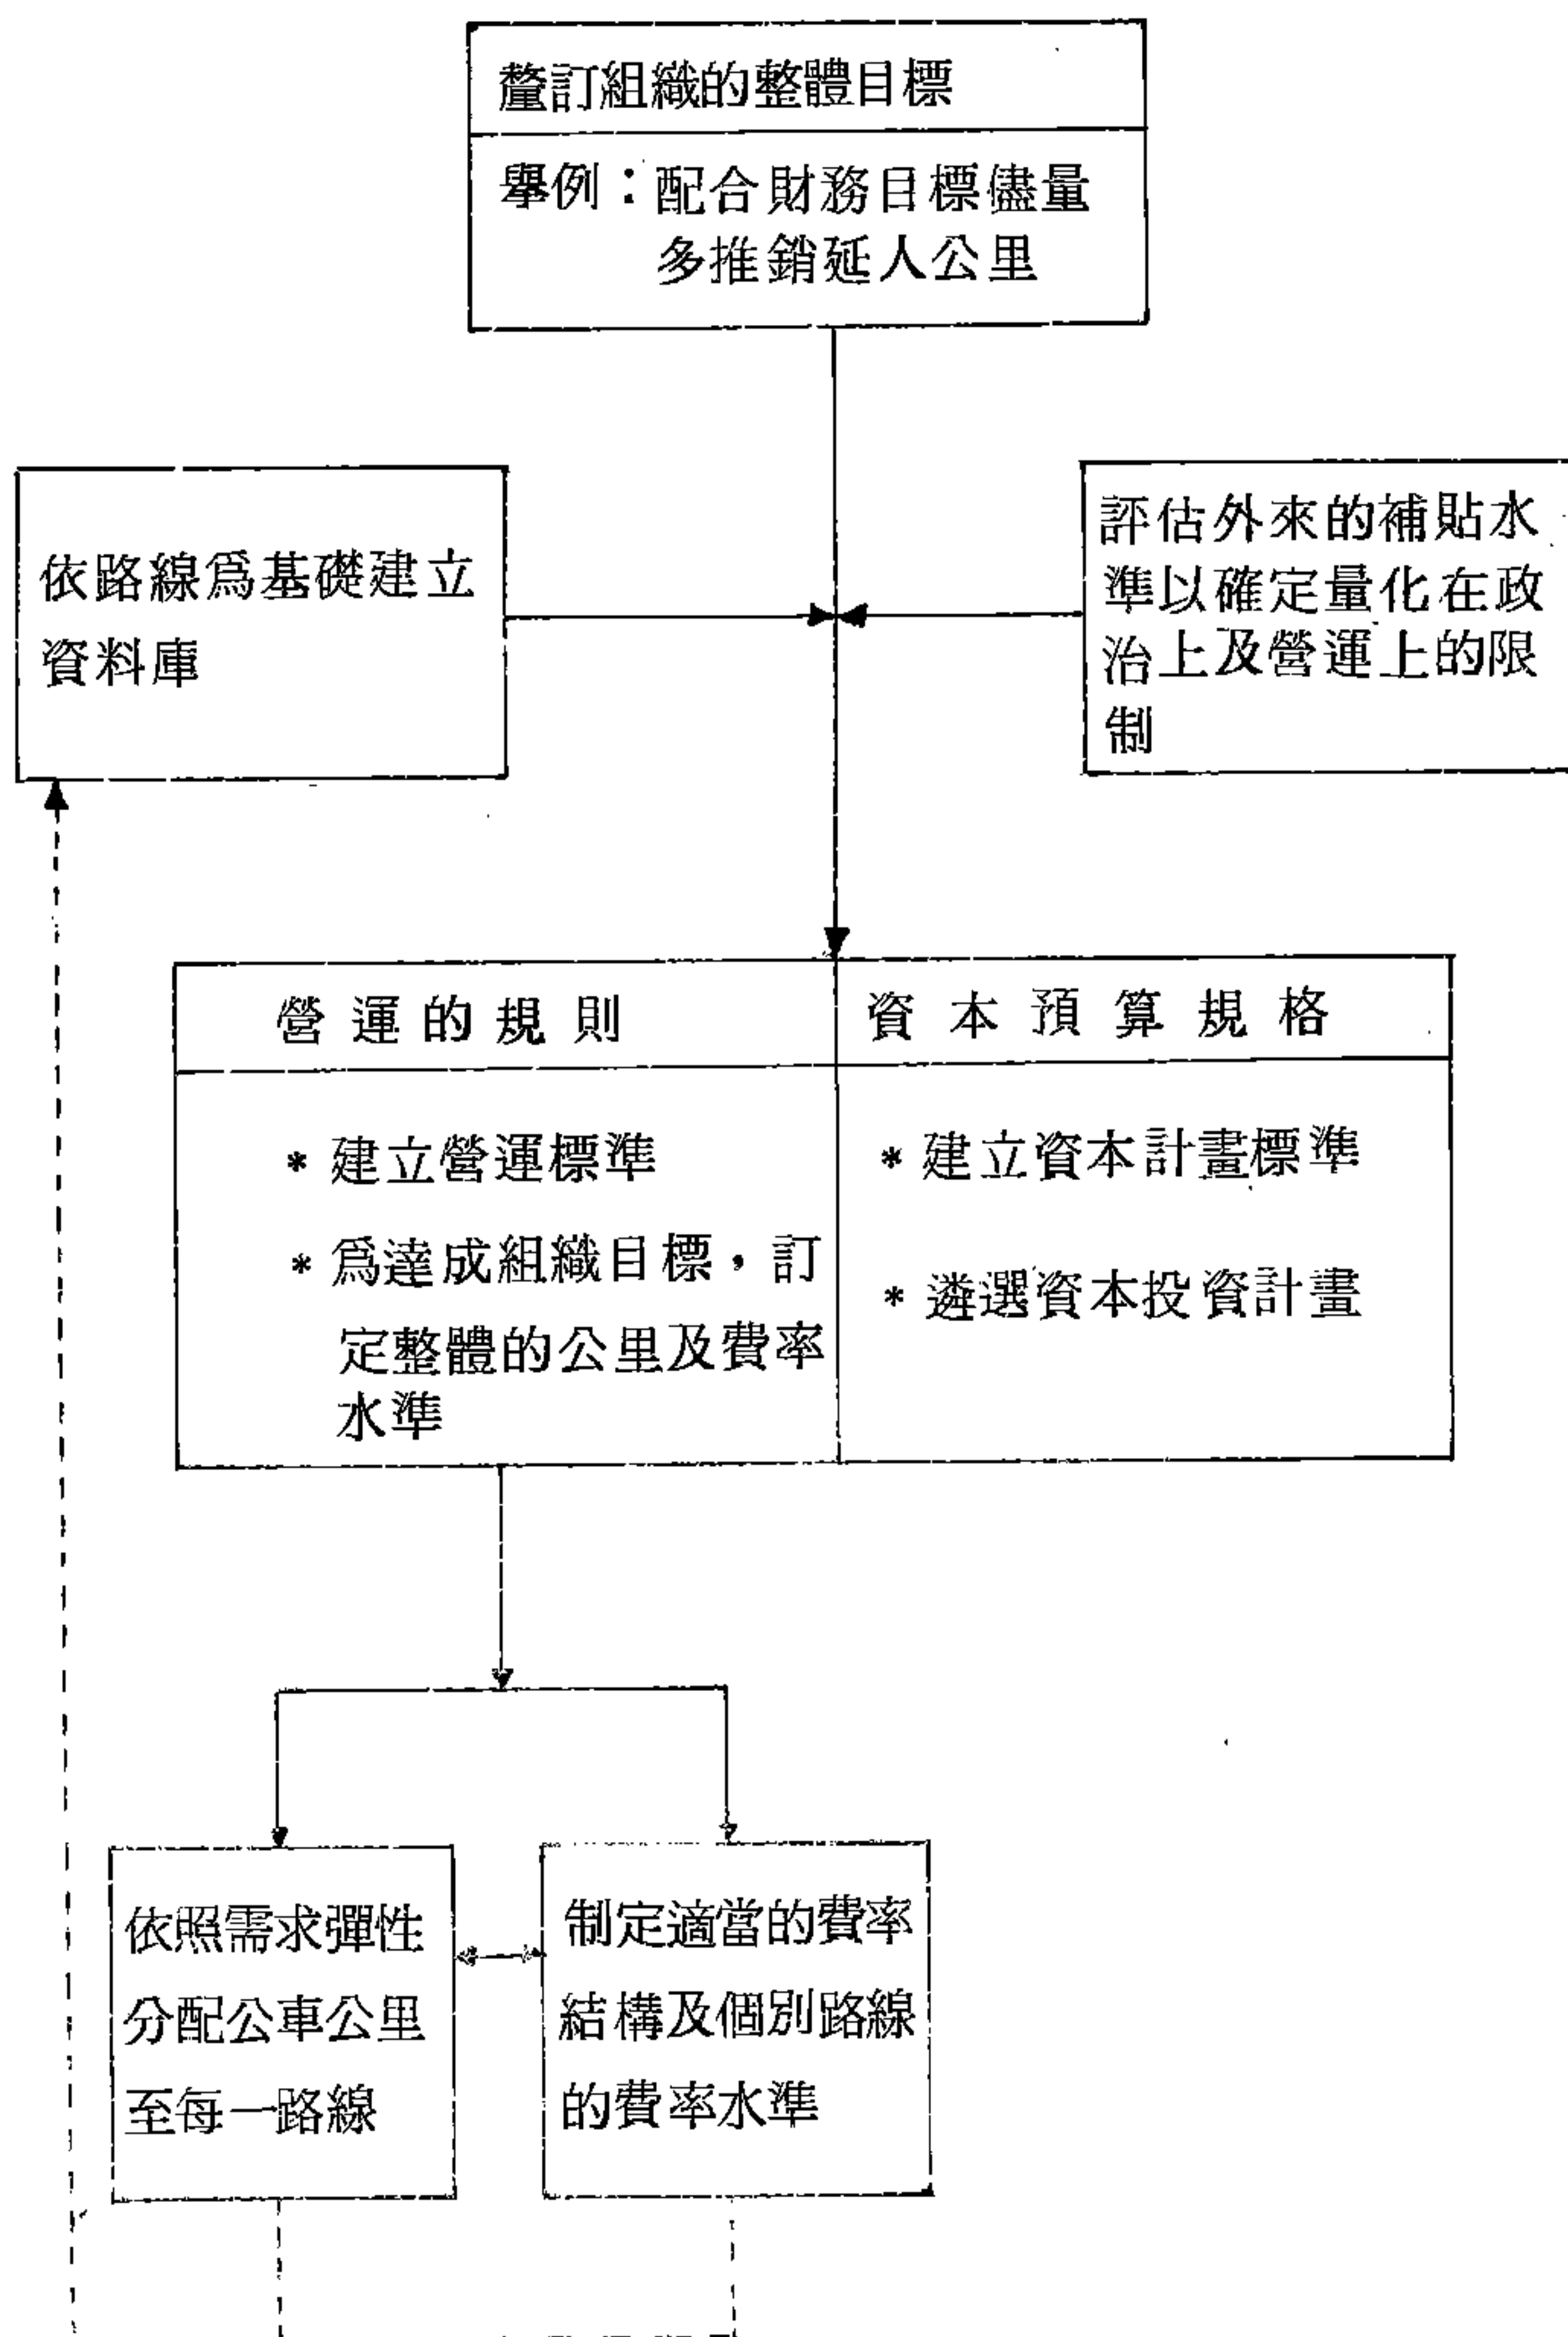 釐訂組織的整體目標
舉例：配合財務目標儘量
多推銷延人公里
依路線爲基礎建立
資料庫
評估外來的補貼水
準以確定量化在政
治上及營運上的限
制
營運的規則
* 建立營運標準
* 爲達成組織目標，訂
定整體的公里及費率
水準
資本預算規格
* 建立資本計畫標準
* 遴選資本投資計畫
依照需求彈性
分配公車公里
至每一路線
制定適當的費率
結構及個別路線
的費率水準